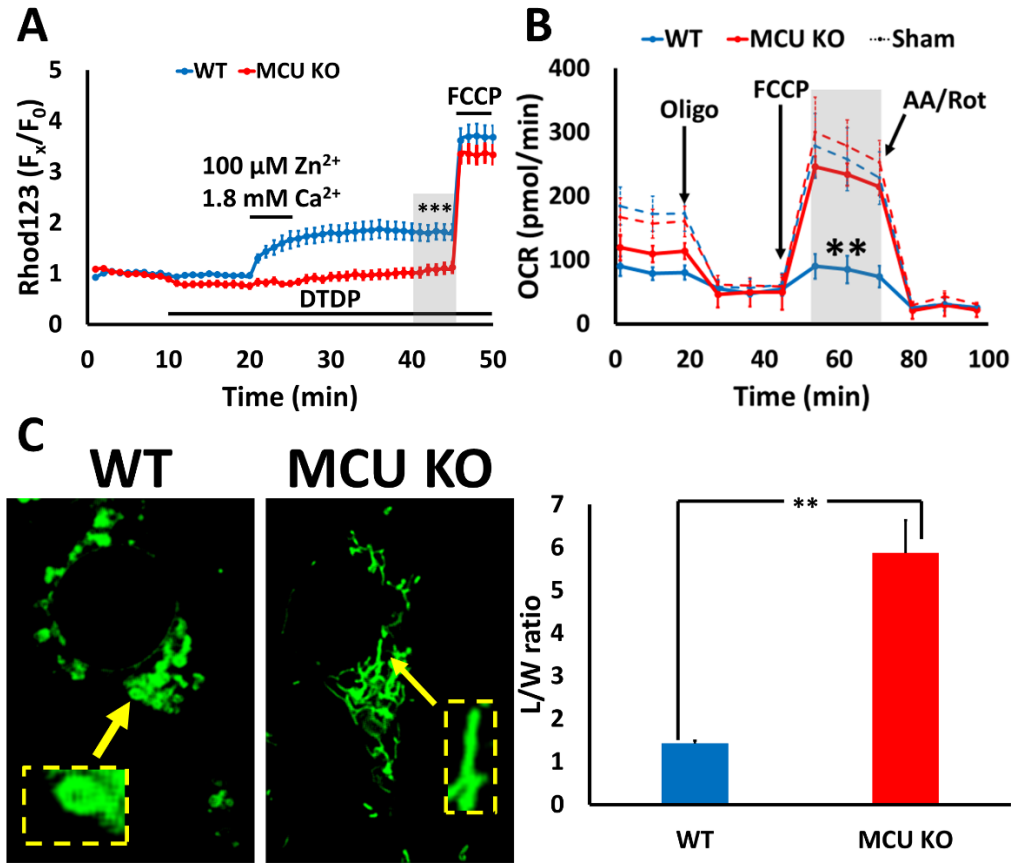 A
WT MCU KO
Rhod123 (Fx/F0)
5
4
3
2
1
0
100 µM Zn²⁺
1.8 mM Ca²⁺
***
FCCP
DTDP
0 10 20 30 40 50
Time (min)
B
WT MCU KO Sham
OCR (pmol/min)
400
300
200
100
0
Oligo
FCCP
AA/Rot
**
0 20 40 60 80 100
Time (min)
C
WT MCU KO
L/W ratio
7
6
5
4
3
2
1
0
**
WT MCU KO